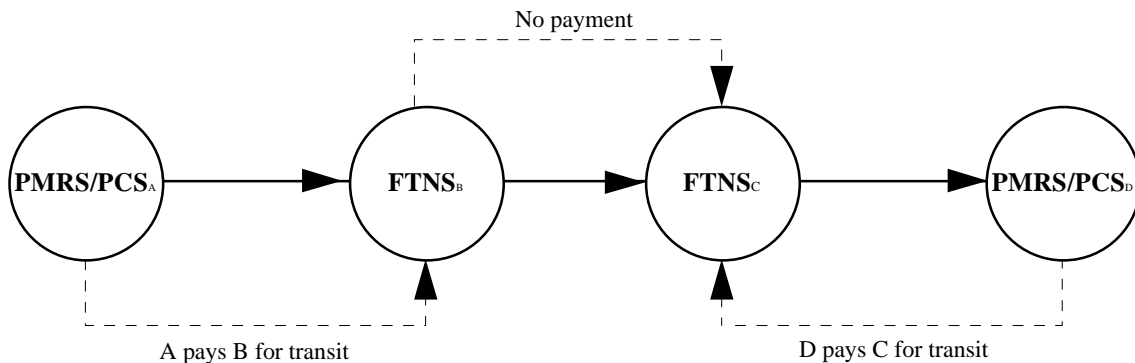 No payment
PMRS/PCSA
FTNSB
FTNSC
PMRS/PCSD
A pays B for transit
D pays C for transit